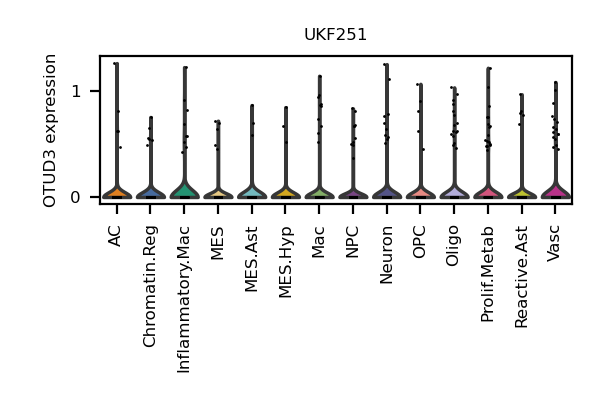 UKF251
OTUD3 expression
1
0
AC
Chromatin.Reg
Inflammatory.Mac
MES
MES.Ast
MES.Hyp
Mac
NPC
Neuron
OPC
Oligo
Prolif.Metab
Reactive.Ast
Vasc